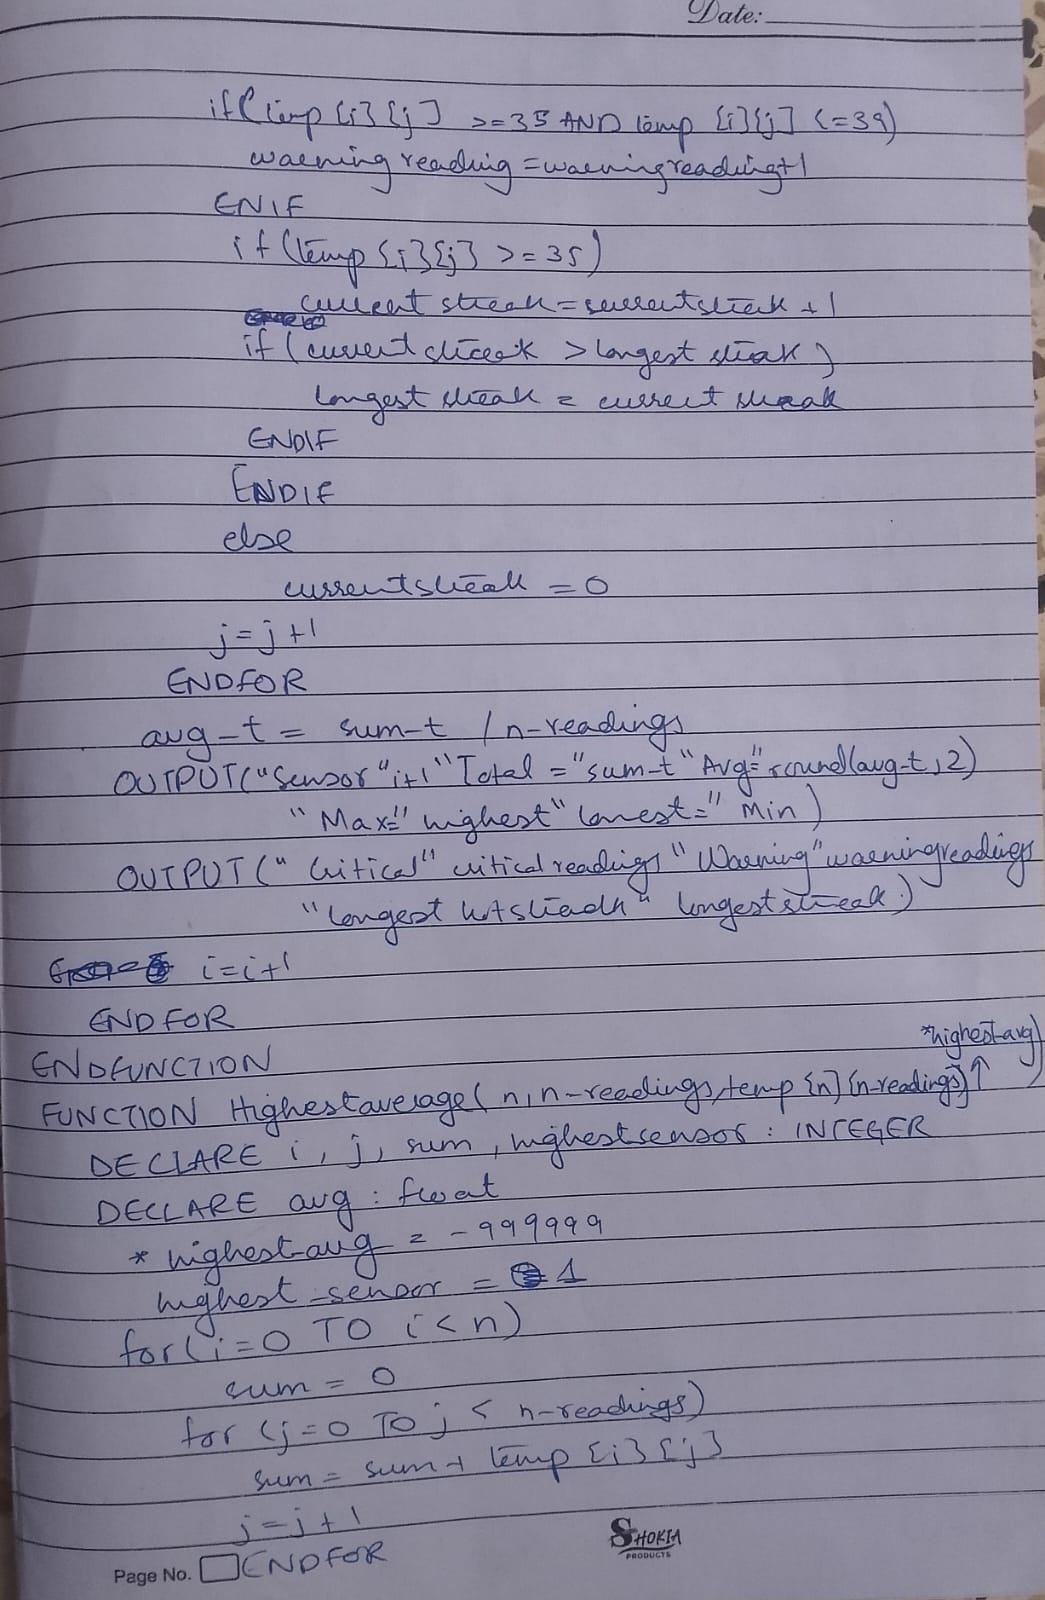 Date:
if(temp[i][j] >=35 AND temp [i][j] <=39)
warning reading = warningreading+1
ENIF
if (temp[i][j] >= 35)
current streak = currentstreak + 1
if (current streak > longest streak)
longest streak = current streak
ENDIF
ENDIF
else
currentstreak = 0
j = j +1
ENDFOR
avg-t = sum-t / n-readings
OUTPUT("Sensor "i+1" Total ="sum-t "Avg=" round(avg-t,2)
"Max=" highest" lowest=" Min)
OUTPUT(" Critical" critical readings " Warning" warningreadings
"longest hotstreak" longeststreak.)
i=i+1
ENDFOR
ENDFUNCTION
*highest-avg)
FUNCTION Highestaverage( n, n-readings, temp [n] [n-readings]
DECLARE i, j, sum, highestsensor : INTEGER
DECLARE avg : float
* highest-avg = -999999
highest-sensor = 1
for(i=0 TO i<n)
sum = 0
for (j=0 TO j < n-readings)
sum = sum + temp [i] [j]
j=j+1
ENDFOR
SHOKIA
PRODUCTS
Page No.